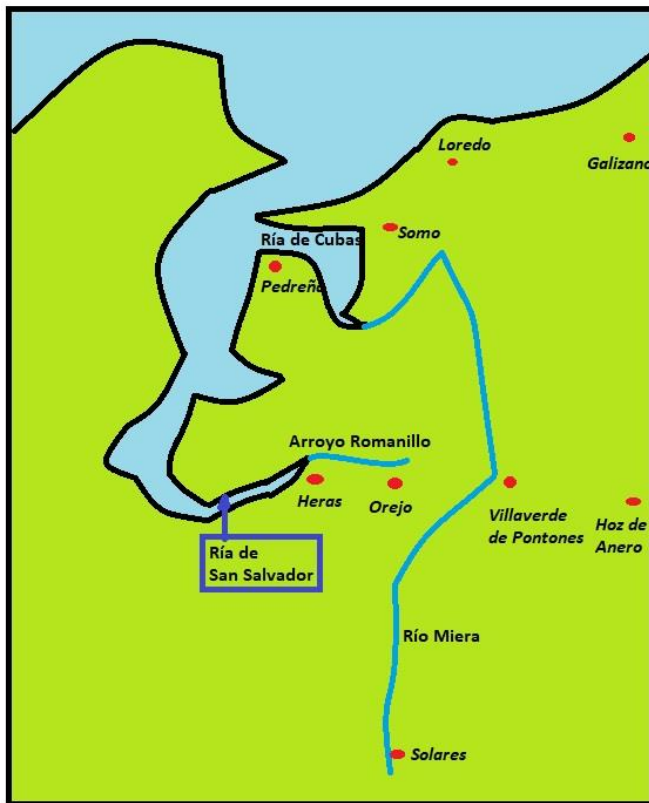 Loredo
Galizano
Somo
Ría de Cubas
Pedreña
Arroyo Romanillo
Heras
Orejo
Villaverde
de Pontones
Hoz de
Anero
Ría de
San Salvador
Río Miera
Solares